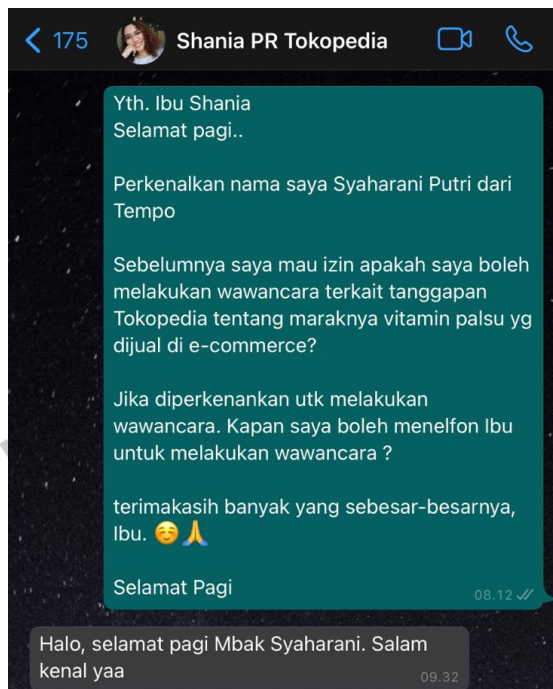 175 Shania PR Tokopedia
Yth. Ibu Shania
Selamat pagi..
Perkenalkan nama saya Syaharani Putri dari
Tempo
Sebelumnya saya mau izin apakah saya boleh
melakukan wawancara terkait tanggapan
Tokopedia tentang maraknya vitamin palsu yg
dijual di e-commerce?
Jika diperkenankan utk melakukan
wawancara. Kapan saya boleh menelfon Ibu
untuk melakukan wawancara ?
terimakasih banyak yang sebesar-besarnya,
Ibu. ☺️🙏
Selamat Pagi
08.12
Halo, selamat pagi Mbak Syaharani. Salam
kenal yaa
09.32